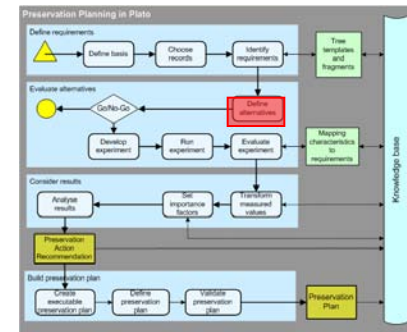 Preservation Planning in Plato
Define requirements
Define basis
Choose
records
Identify
requirements
Tree
templates
and
fragments
Evaluate alternatives
Go/No-Go
Define
alternatives
Develop
experiment
Run
experiment
Evaluate
experiment
Mapping
characteristics
to
requirements
Knowledge base
Consider results
Analyse
results
Set
importance
factors
Transform
measured
values
Preservation
Action
Recommendation
Build preservation plan
Create
executable
preservation plan
Define
preservation
plan
Validate
preservation
plan
Preservation
Plan